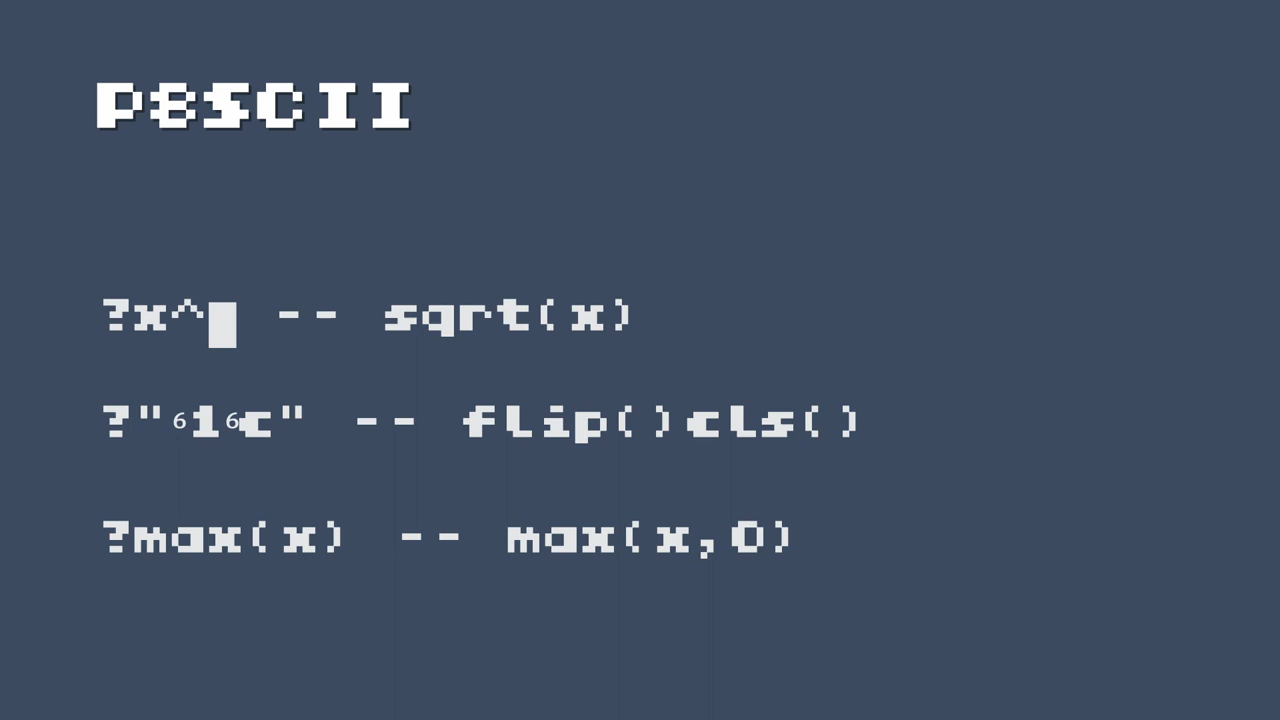 P8SCII
?x^█ -- sqrt(x)
?"⁶1⁶c" -- flip()cls()
?max(x) -- max(x,0)